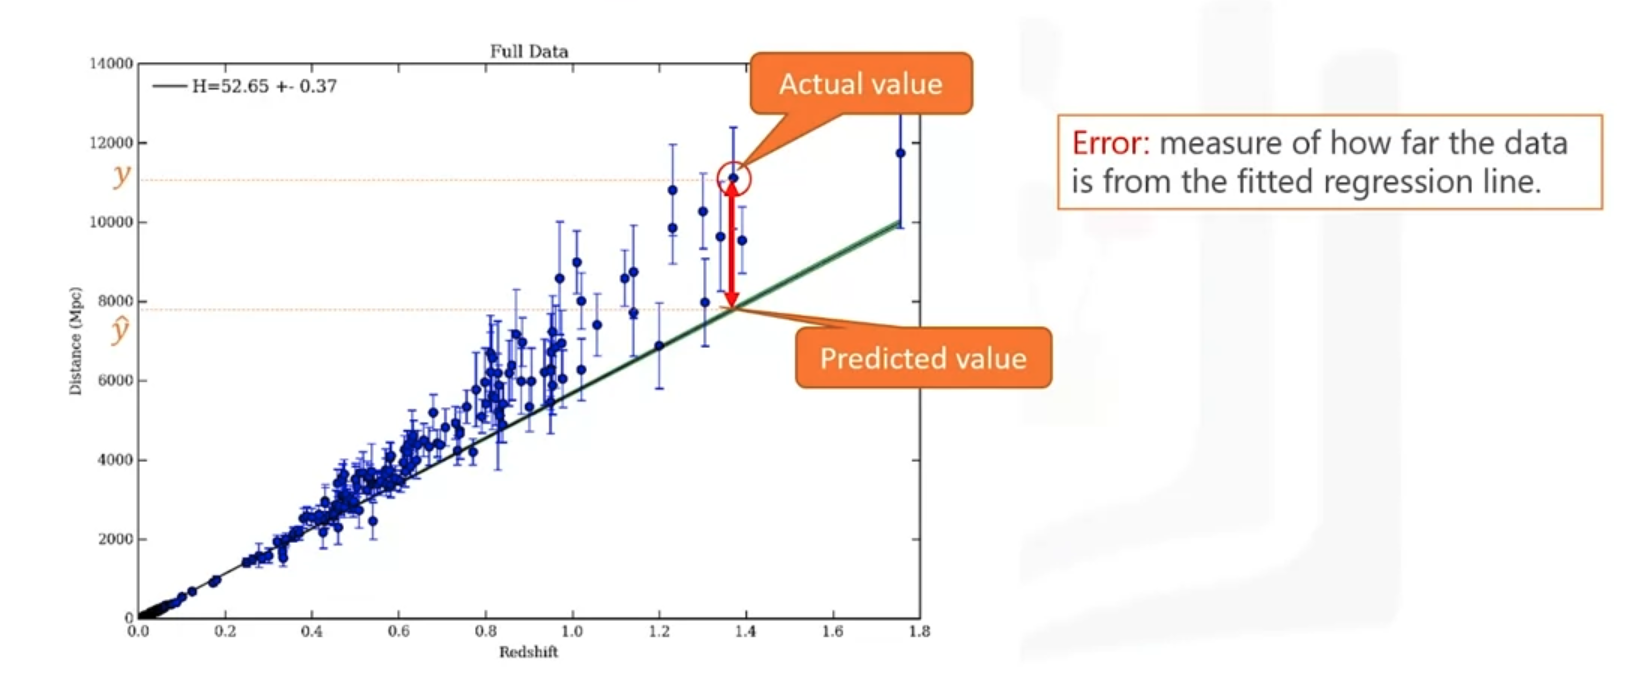 Full Data
H=52.65 +- 0.37
Actual value
Error: measure of how far the data
is from the fitted regression line.
14000
12000
y
10000
8000
ŷ
Predicted value
6000
4000
2000
0
Distance (Mpc)
0.0 0.2 0.4 0.6 0.8 1.0 1.2 1.4 1.6 1.8
Redshift